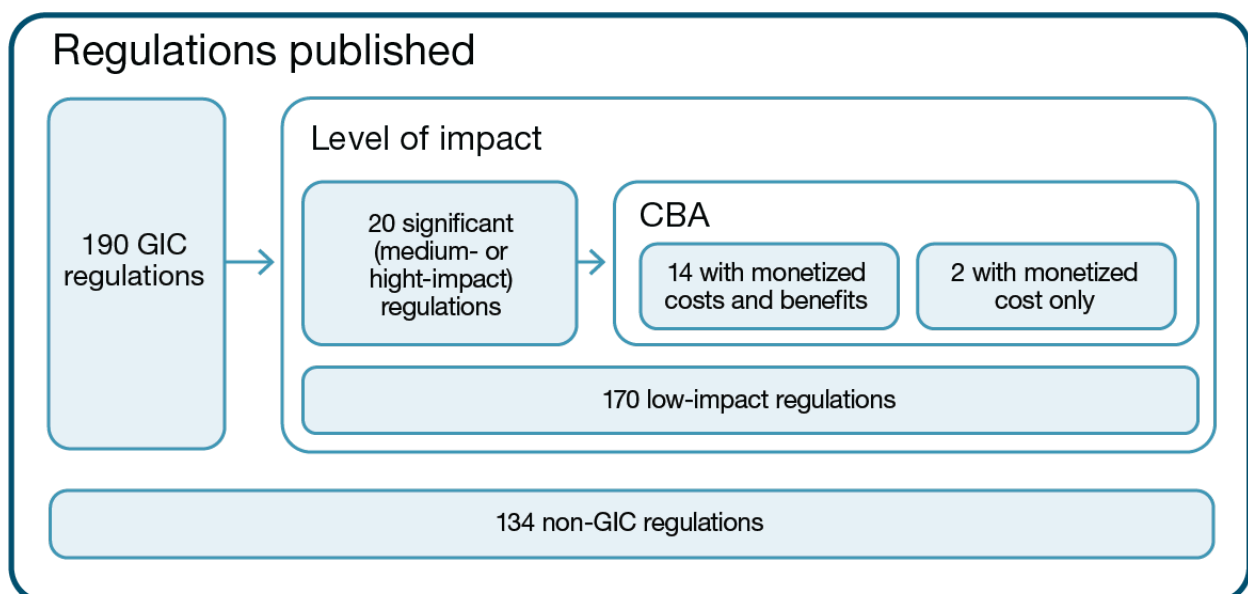 Regulations published
190 GIC
regulations
Level of impact
20 significant
(medium- or
hight-impact)
regulations
CBA
14 with monetized
costs and benefits
2 with monetized
cost only
170 low-impact regulations
134 non-GIC regulations